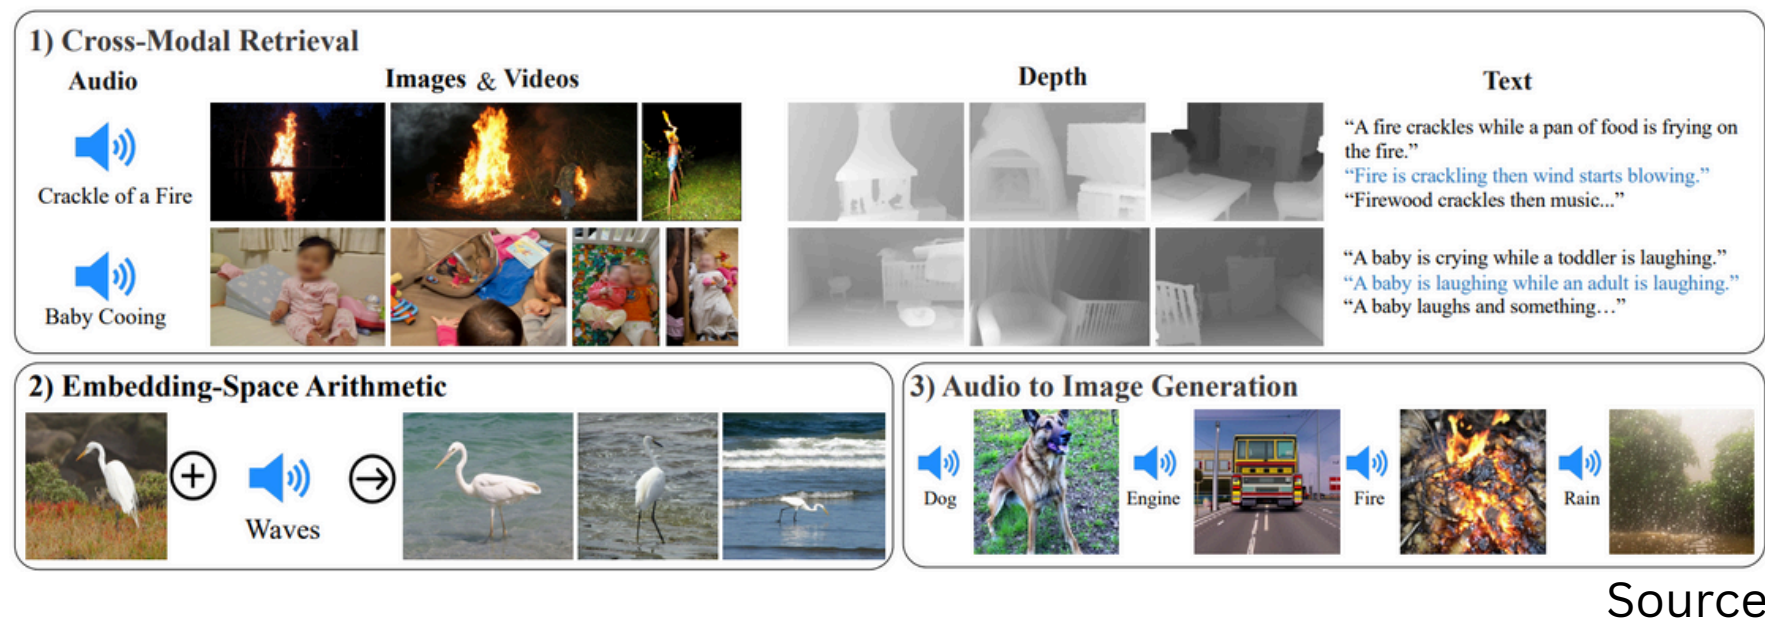 1) Cross-Modal Retrieval
Audio
Images & Videos
Depth
Text
Crackle of a Fire
“A fire crackles while a pan of food is frying on
the fire.”
“Fire is crackling then wind starts blowing.”
“Firewood crackles then music...”
Baby Cooing
“A baby is crying while a toddler is laughing.”
“A baby is laughing while an adult is laughing.”
“A baby laughs and something…”
2) Embedding-Space Arithmetic
Waves
3) Audio to Image Generation
Dog
Engine
Fire
Rain
Source